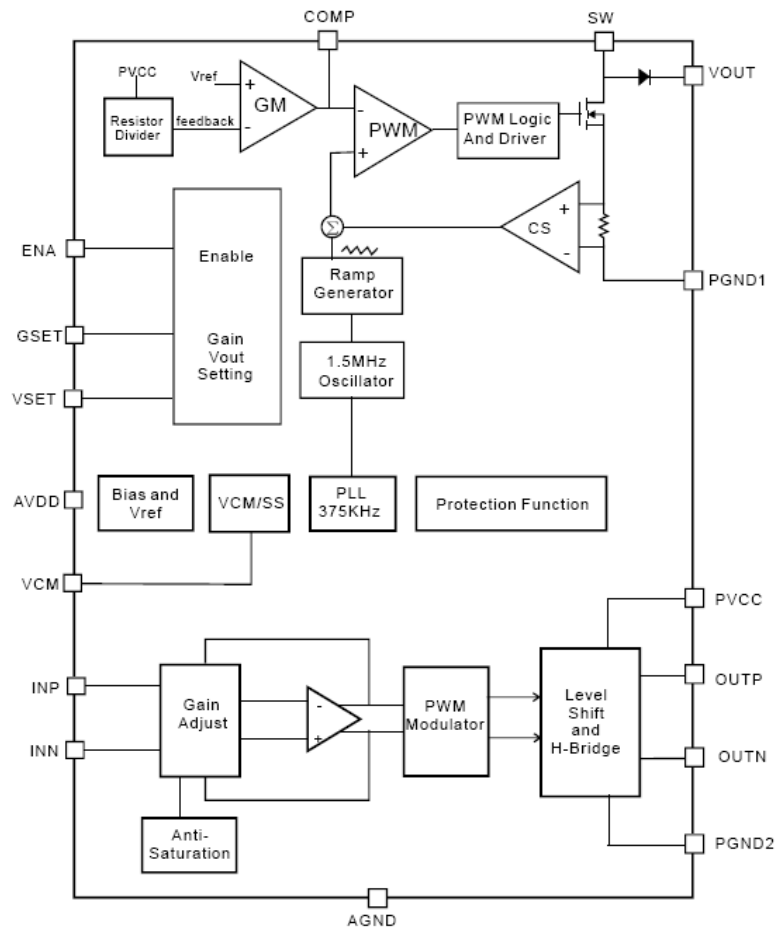 COMP
SW
PVCC
Vref
+
GM
-
Resistor
Divider
feedback
-
PWM
+
PWM Logic
And Driver
VOUT
CS
+
-
Σ
PGND1
ENA
Enable
Ramp
Generator
GSET
Gain
Vout
Setting
VSET
1.5MHz
Oscillator
AVDD
Bias and
Vref
VCM/SS
PLL
375KHz
Protection Function
VCM
PVCC
INP
Gain
Adjust
-
+
PWM
Modulator
Level
Shift
and
H-Bridge
OUTP
INN
OUTN
Anti-
Saturation
PGND2
AGND